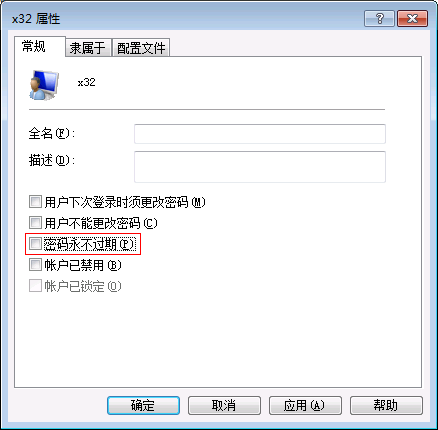 x32 属性
常规 隶属于 配置文件
x32
全名(F):
描述(D):
用户下次登录时须更改密码(M)
用户不能更改密码(C)
密码永不过期(P)
帐户已禁用(B)
帐户已锁定(O)
确定 取消 应用(A) 帮助